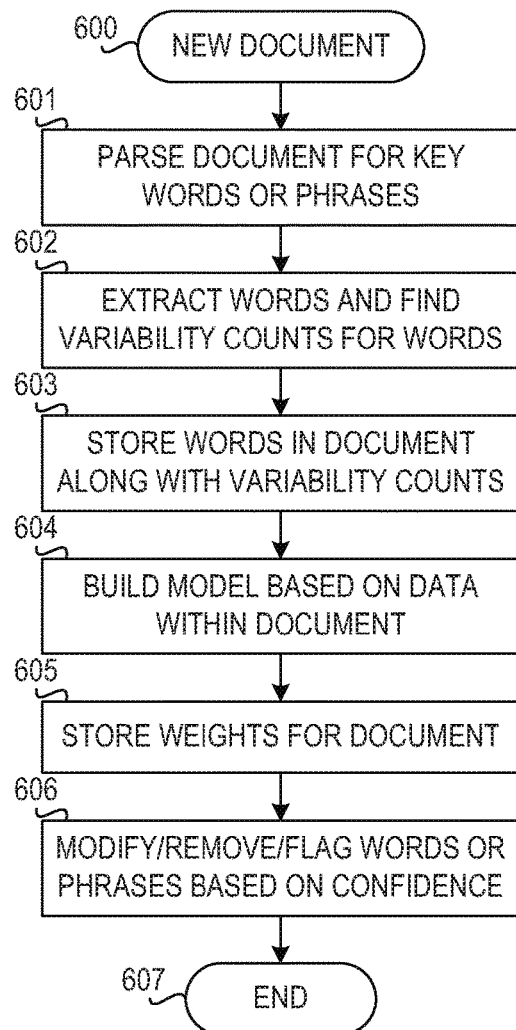 600
NEW DOCUMENT
601
PARSE DOCUMENT FOR KEY
WORDS OR PHRASES
602
EXTRACT WORDS AND FIND
VARIABILITY COUNTS FOR WORDS
603
STORE WORDS IN DOCUMENT
ALONG WITH VARIABILITY COUNTS
604
BUILD MODEL BASED ON DATA
WITHIN DOCUMENT
605
STORE WEIGHTS FOR DOCUMENT
606
MODIFY/REMOVE/FLAG WORDS OR
PHRASES BASED ON CONFIDENCE
607
END